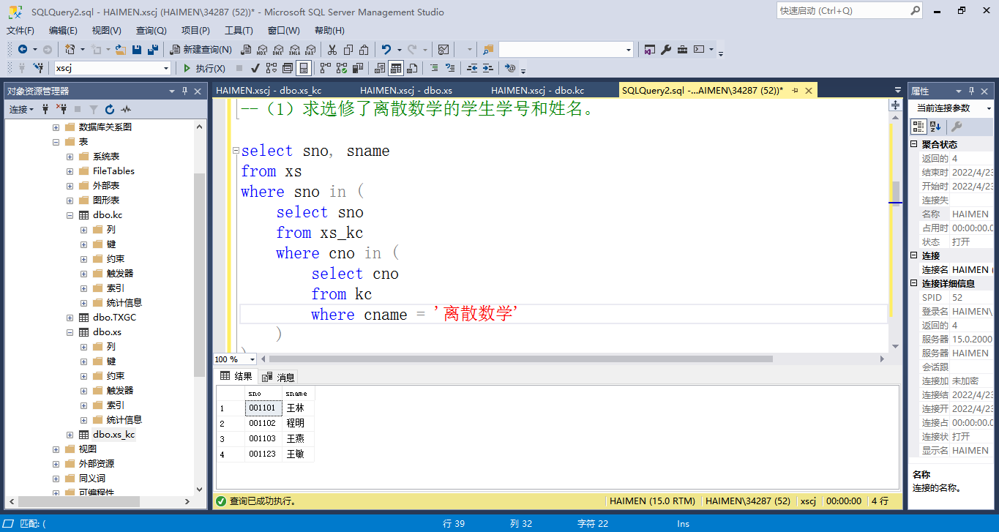 SQLQuery2.sql - HAIMEN.xscj (HAIMEN\34287 (52))* - Microsoft SQL Server Management Studio
快速启动 (Ctrl+Q)
文件(F) 编辑(E) 视图(V) 查询(Q) 项目(P) 工具(T) 窗口(W) 帮助(H)
新建查询(N) MDX DMX XMLA DAX
xscj 执行(X)
对象资源管理器
连接
数据库关系图
表
系统表
FileTables
外部表
图形表
dbo.kc
列
键
约束
触发器
索引
统计信息
dbo.TXGC
dbo.xs
列
键
约束
触发器
索引
统计信息
dbo.xs_kc
视图
外部资源
同义词
可编程性
HAIMEN.xscj - dbo.xs_kc HAIMEN.xscj - dbo.xs HAIMEN.xscj - dbo.kc SQLQuery2.sql -...AIMEN\34287 (52))*
--（1）求选修了离散数学的学生学号和姓名。
select sno, sname
from xs
where sno in (
select sno
from xs_kc
where cno in (
select cno
from kc
where cname = '离散数学'
)
)
100 %
结果 消息
sno sname
1 001101 王林
2 001102 程明
3 001103 王燕
4 001123 王敏
查询已成功执行。 HAIMEN (15.0 RTM) HAIMEN\34287 (52) xscj 00:00:00 4 行
属性
当前连接参数
聚合状态
返回的 4
结束时 2022/4/23
开始时 2022/4/23
连接失
名称 HAIMEN
占用时 00:00:00.0
状态 打开
连接
连接名 HAIMEN (
连接详细信息
SPID 52
登录名 HAIMEN\
返回的 4
服务器 15.0.2000
服务器 HAIMEN
会话跟
连接加 未加密
连接结 2022/4/23
连接开 2022/4/23
连接占 00:00:00.0
连接状 打开
显示名 HAIMEN
名称
连接的名称。
匹配: ( 行 39 列 32 字符 22 Ins